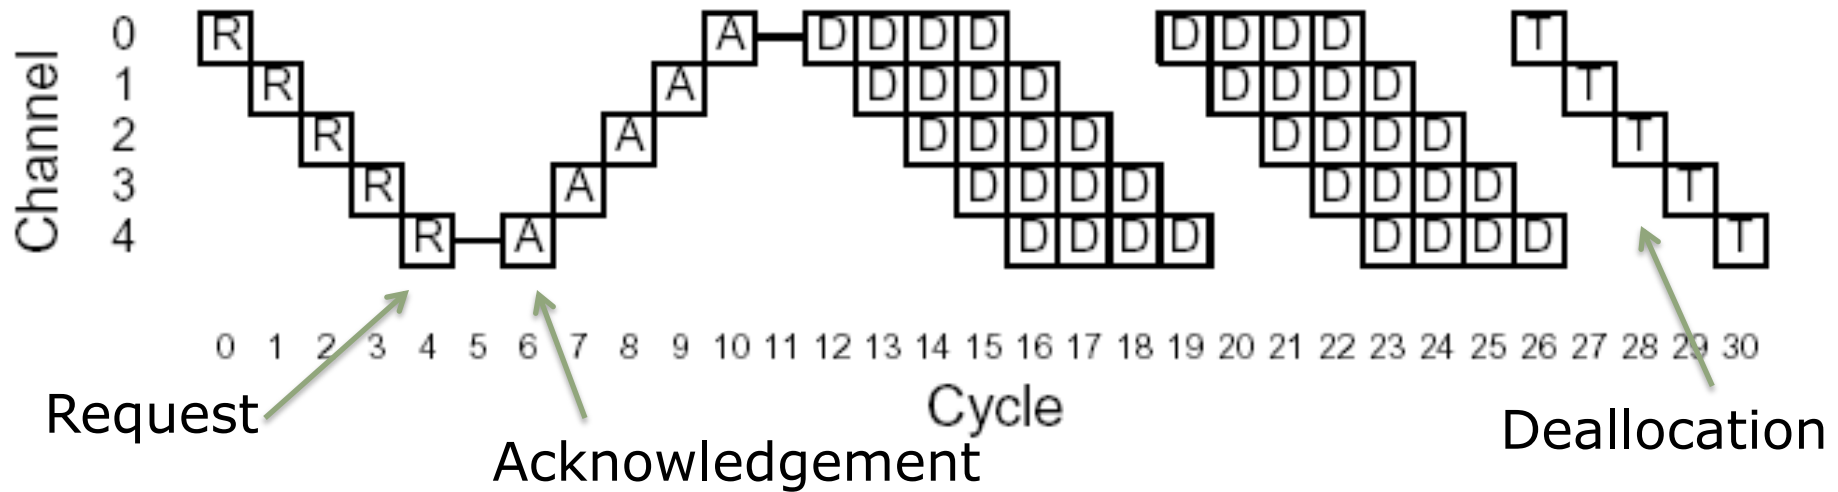 0 R A D D D D D D D D T
1 R A D D D D D D D D T
2 R A D D D D D D D D T
3 R A D D D D D D D D T
4 R A D D D D D D D D T
Channel
0 1 2 3 4 5 6 7 8 9 10 11 12 13 14 15 16 17 18 19 20 21 22 23 24 25 26 27 28 29 30
Cycle
Request
Acknowledgement
Deallocation